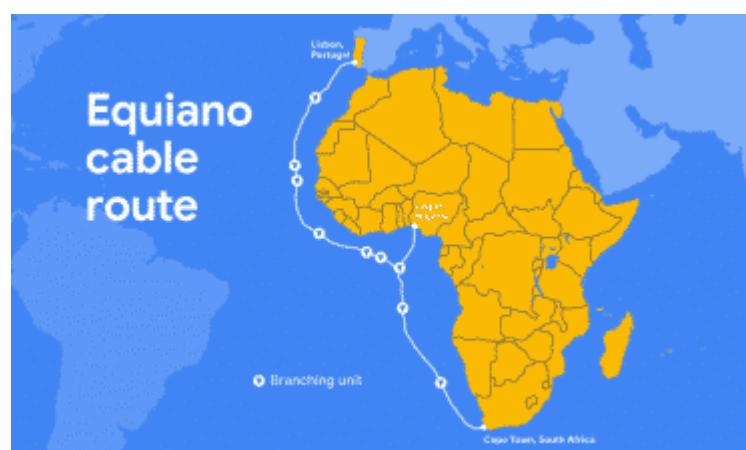 Lisbon,
Portugal
Equiano
cable
route
Branching unit
Cape Town, South Africa